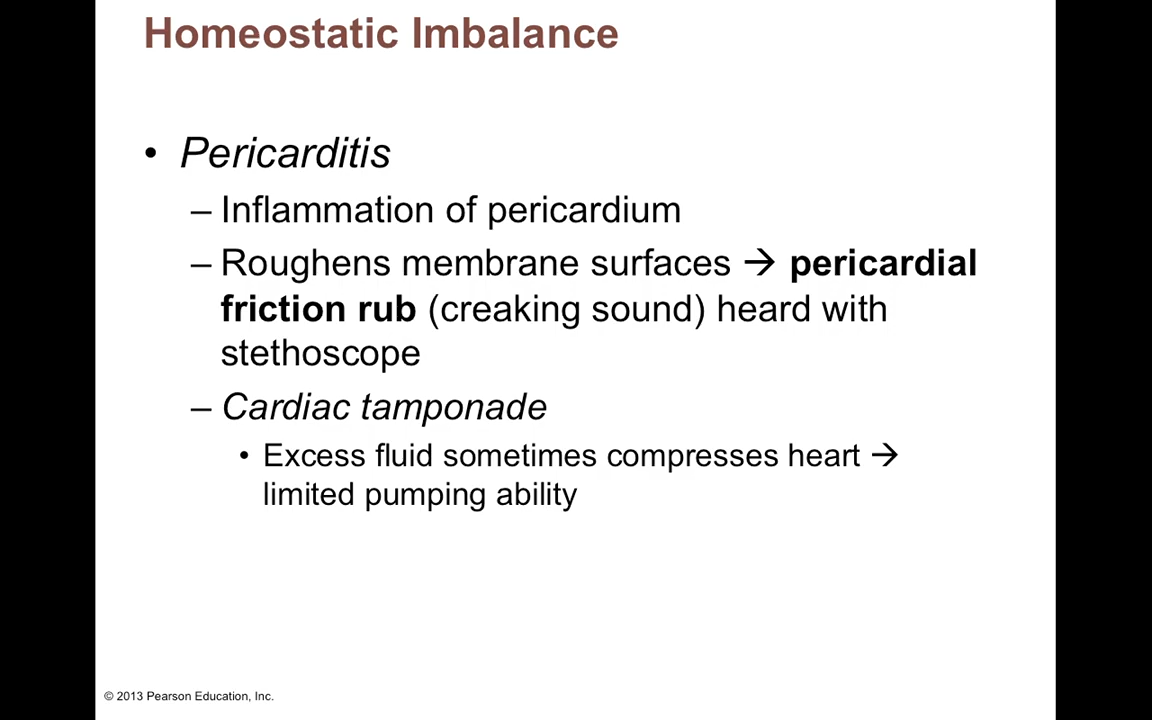 Homeostatic Imbalance
• Pericarditis
– Inflammation of pericardium
– Roughens membrane surfaces → pericardial
friction rub (creaking sound) heard with
stethoscope
– Cardiac tamponade
• Excess fluid sometimes compresses heart →
limited pumping ability
© 2013 Pearson Education, Inc.